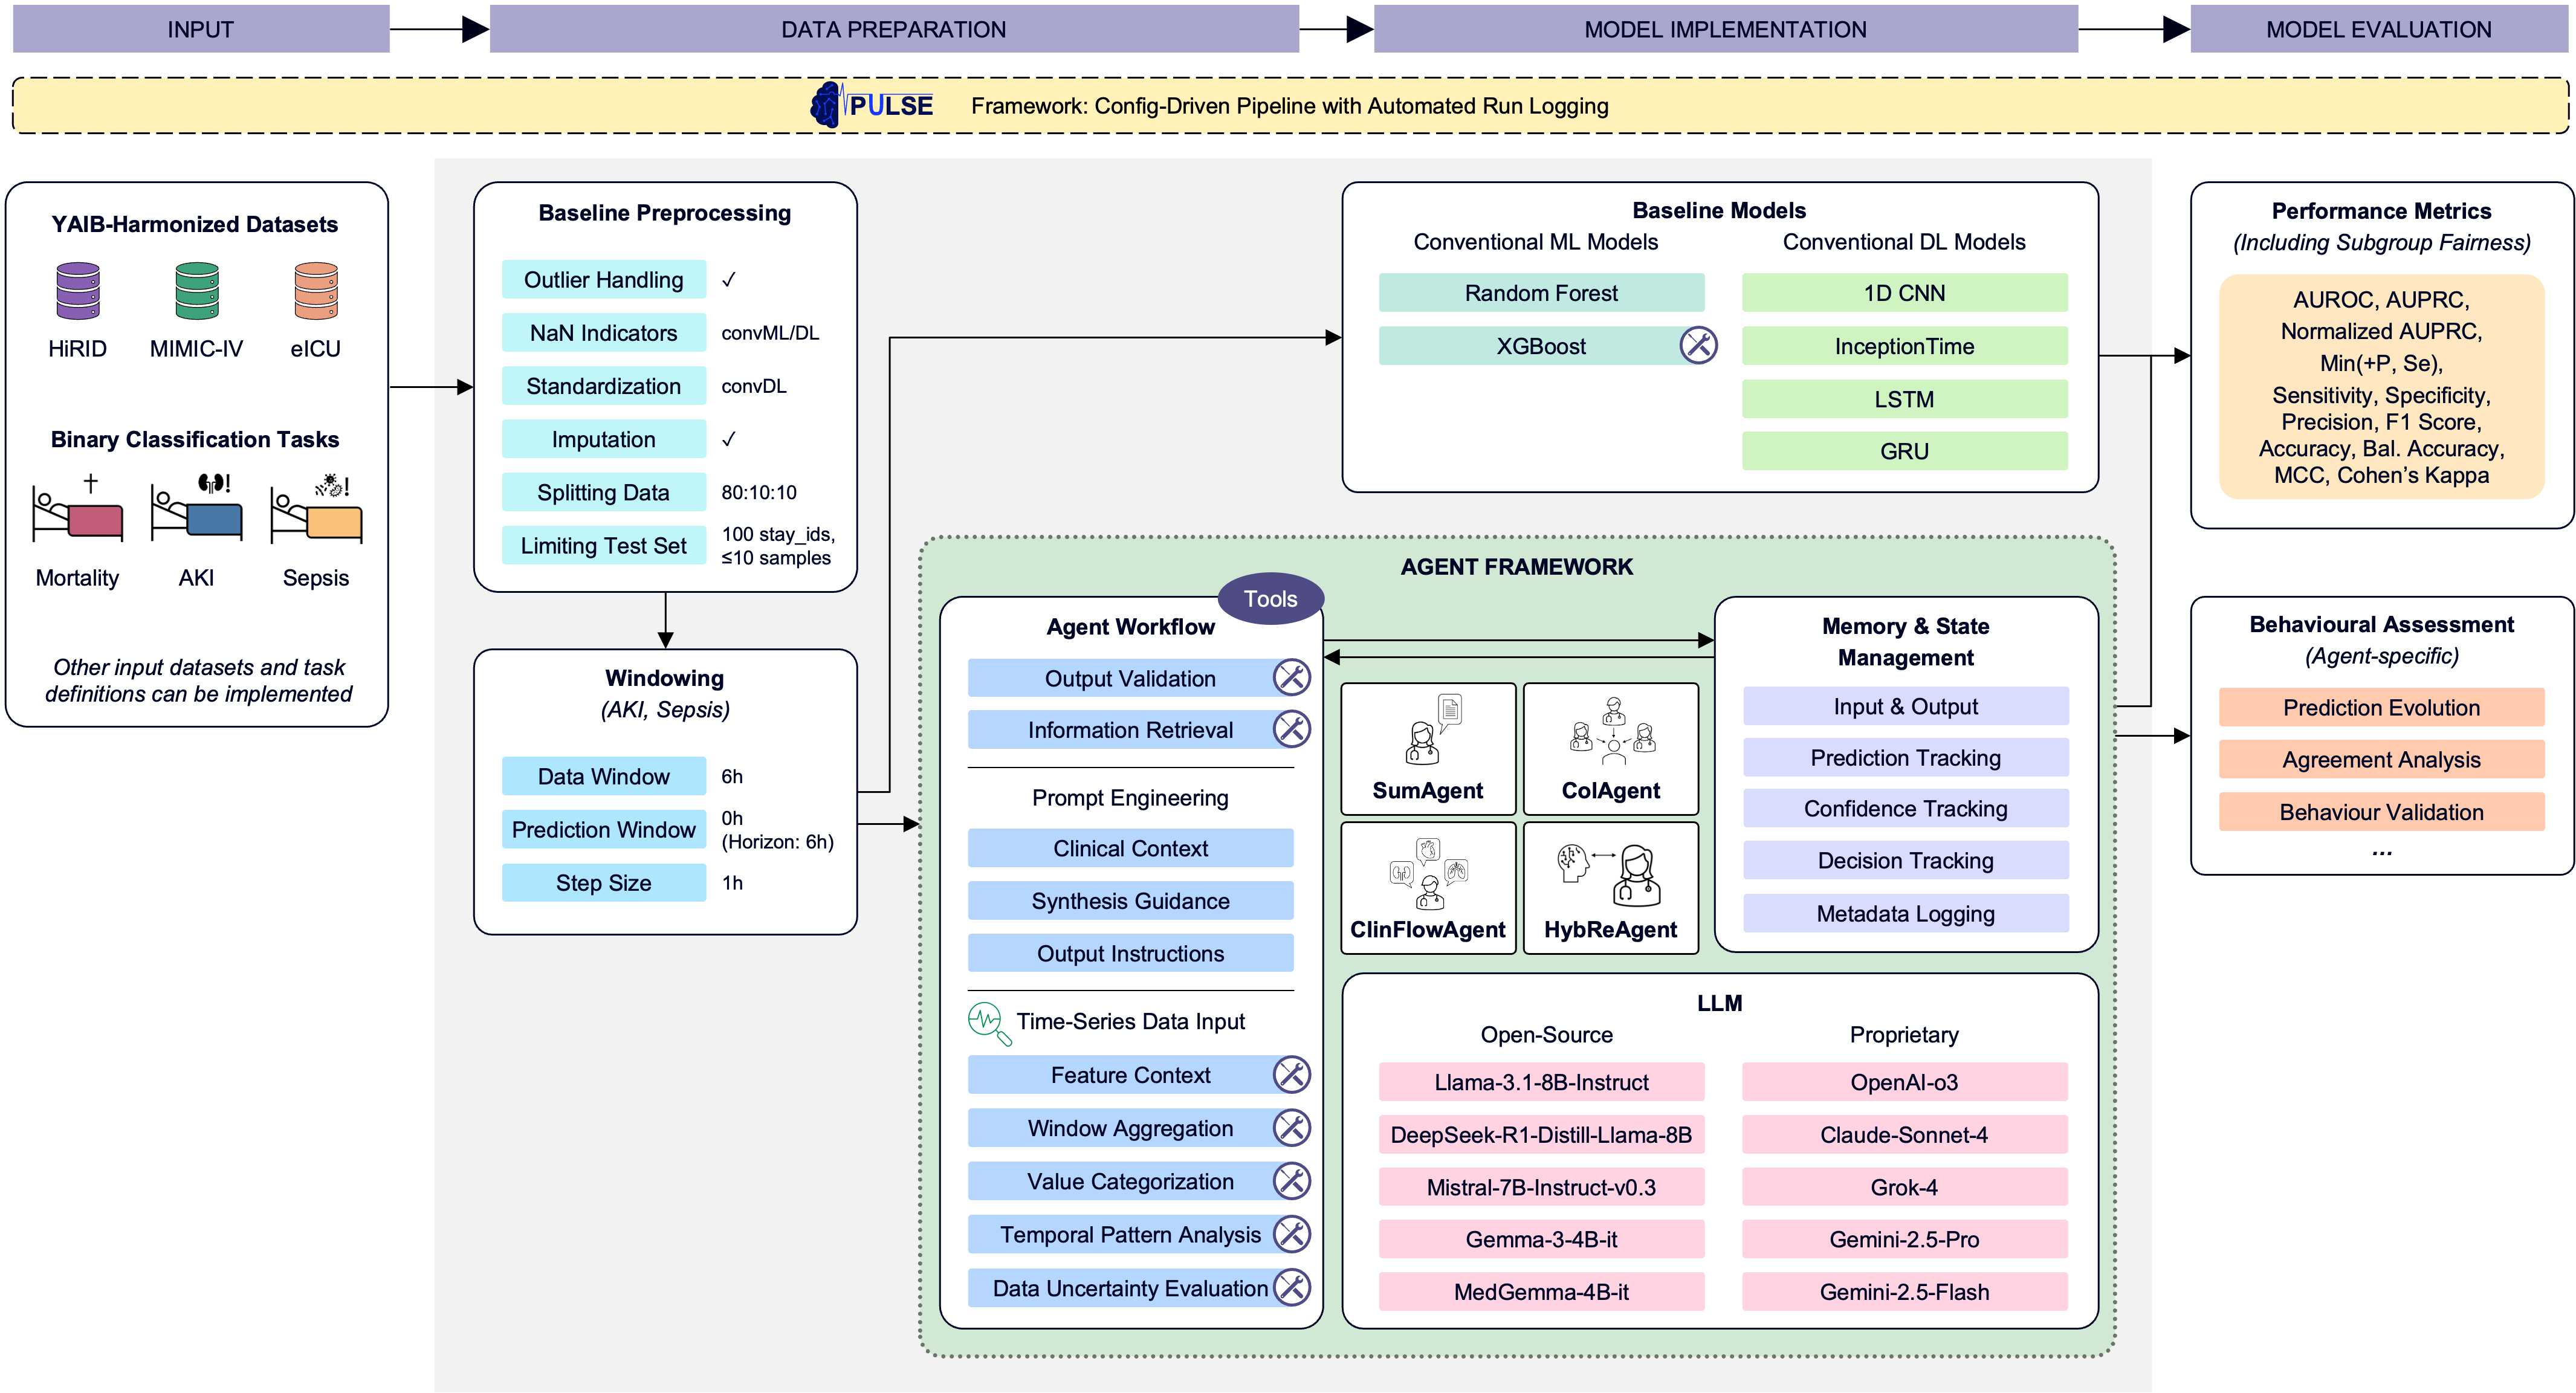 INPUT
DATA PREPARATION
MODEL IMPLEMENTATION
MODEL EVALUATION
PULSE
Framework: Config-Driven Pipeline with Automated Run Logging
YAIB-Harmonized Datasets
HiRID
MIMIC-IV
eICU
Binary Classification Tasks
!
!
Mortality
AKI
Sepsis
Other input datasets and task
definitions can be implemented
Baseline Preprocessing
Outlier Handling ✓
NaN Indicators convML/DL
Standardization convDL
Imputation ✓
Splitting Data 80:10:10
Limiting Test Set 100 stay_ids,
≤10 samples
Windowing
(AKI, Sepsis)
Data Window 6h
Prediction Window 0h
(Horizon: 6h)
Step Size 1h
Baseline Models
Conventional ML Models
Random Forest
XGBoost
Conventional DL Models
1D CNN
InceptionTime
LSTM
GRU
AGENT FRAMEWORK
Tools
Agent Workflow
Output Validation
Information Retrieval
Prompt Engineering
Clinical Context
Synthesis Guidance
Output Instructions
Time-Series Data Input
Feature Context
Window Aggregation
Value Categorization
Temporal Pattern Analysis
Data Uncertainty Evaluation
SumAgent
ColAgent
ClinFlowAgent
HybReAgent
Memory & State
Management
Input & Output
Prediction Tracking
Confidence Tracking
Decision Tracking
Metadata Logging
LLM
Open-Source
Llama-3.1-8B-Instruct
DeepSeek-R1-Distill-Llama-8B
Mistral-7B-Instruct-v0.3
Gemma-3-4B-it
MedGemma-4B-it
Proprietary
OpenAI-o3
Claude-Sonnet-4
Grok-4
Gemini-2.5-Pro
Gemini-2.5-Flash
Performance Metrics
(Including Subgroup Fairness)
AUROC, AUPRC,
Normalized AUPRC,
Min(+P, Se),
Sensitivity, Specificity,
Precision, F1 Score,
Accuracy, Bal. Accuracy,
MCC, Cohen's Kappa
Behavioural Assessment
(Agent-specific)
Prediction Evolution
Agreement Analysis
Behaviour Validation
...